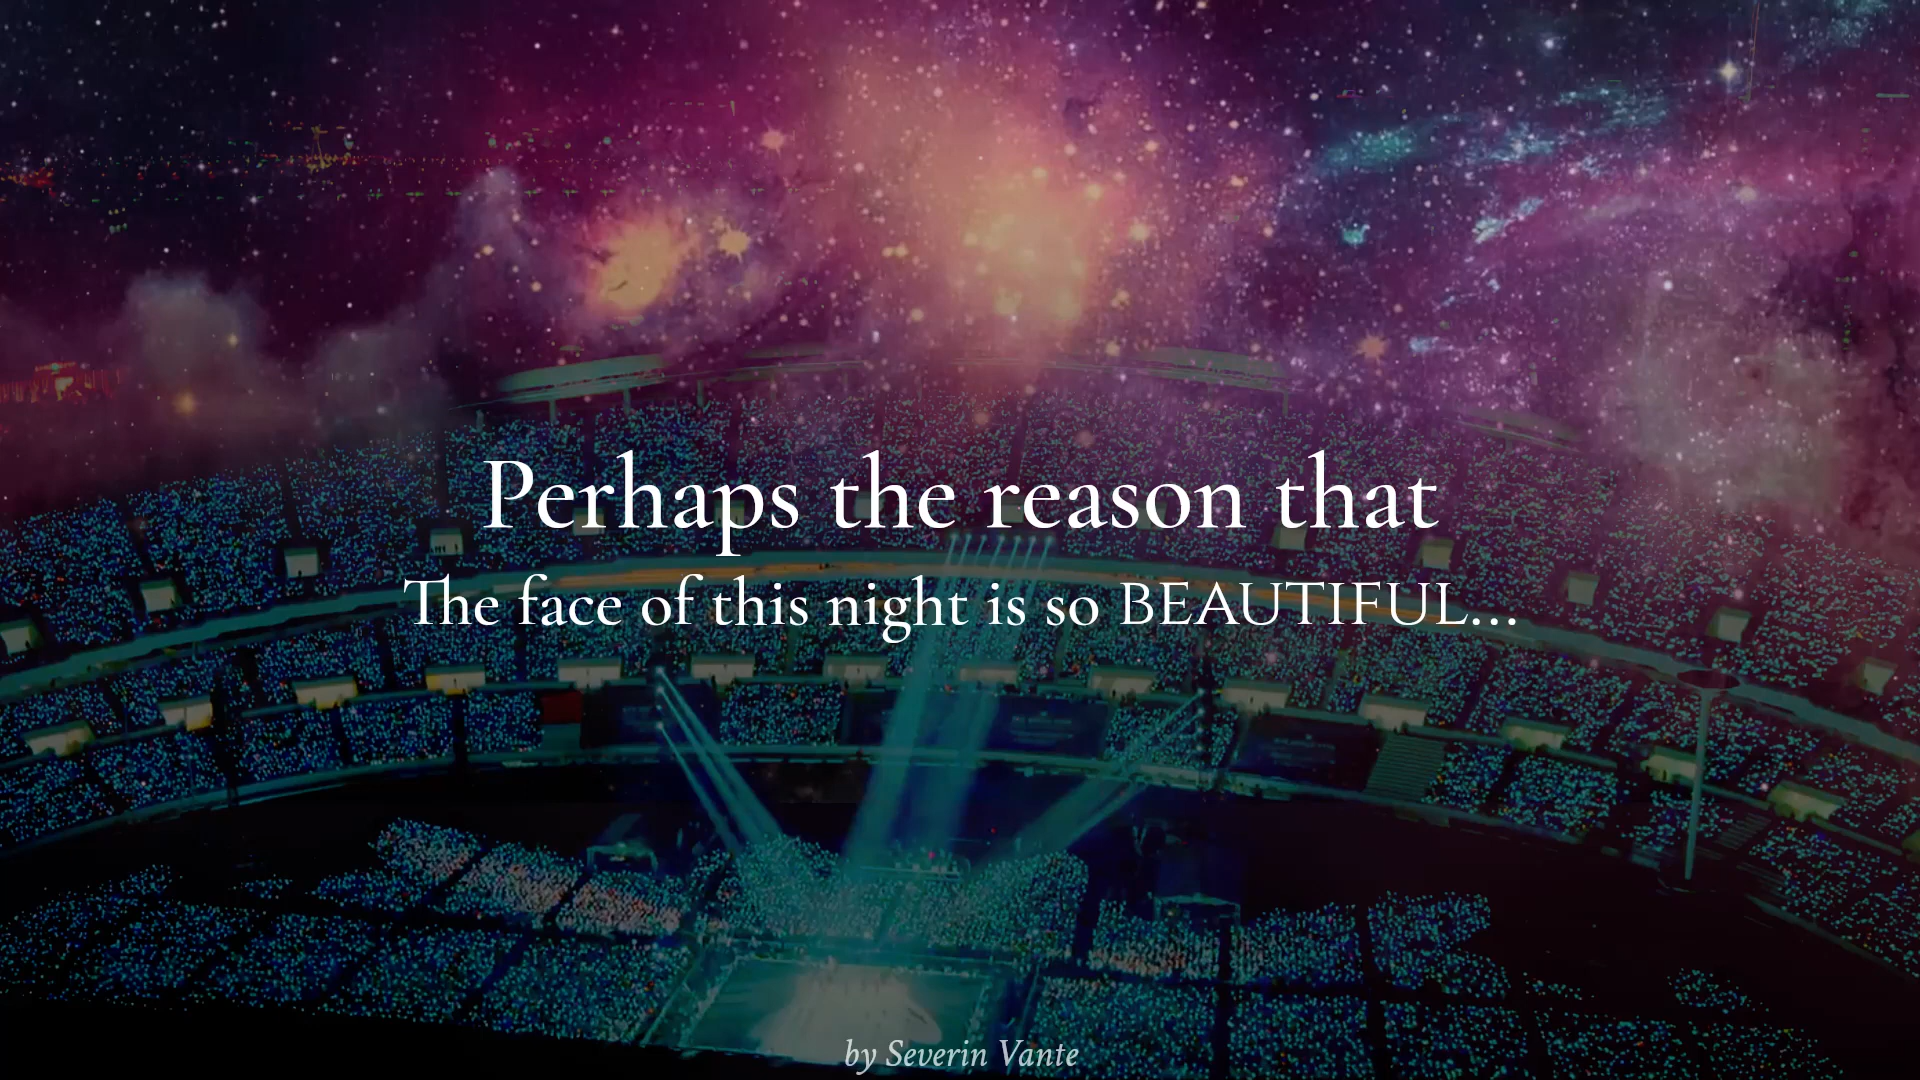 Perhaps the reason that
The face of this night is so BEAUTIFUL...
by Severin Vante